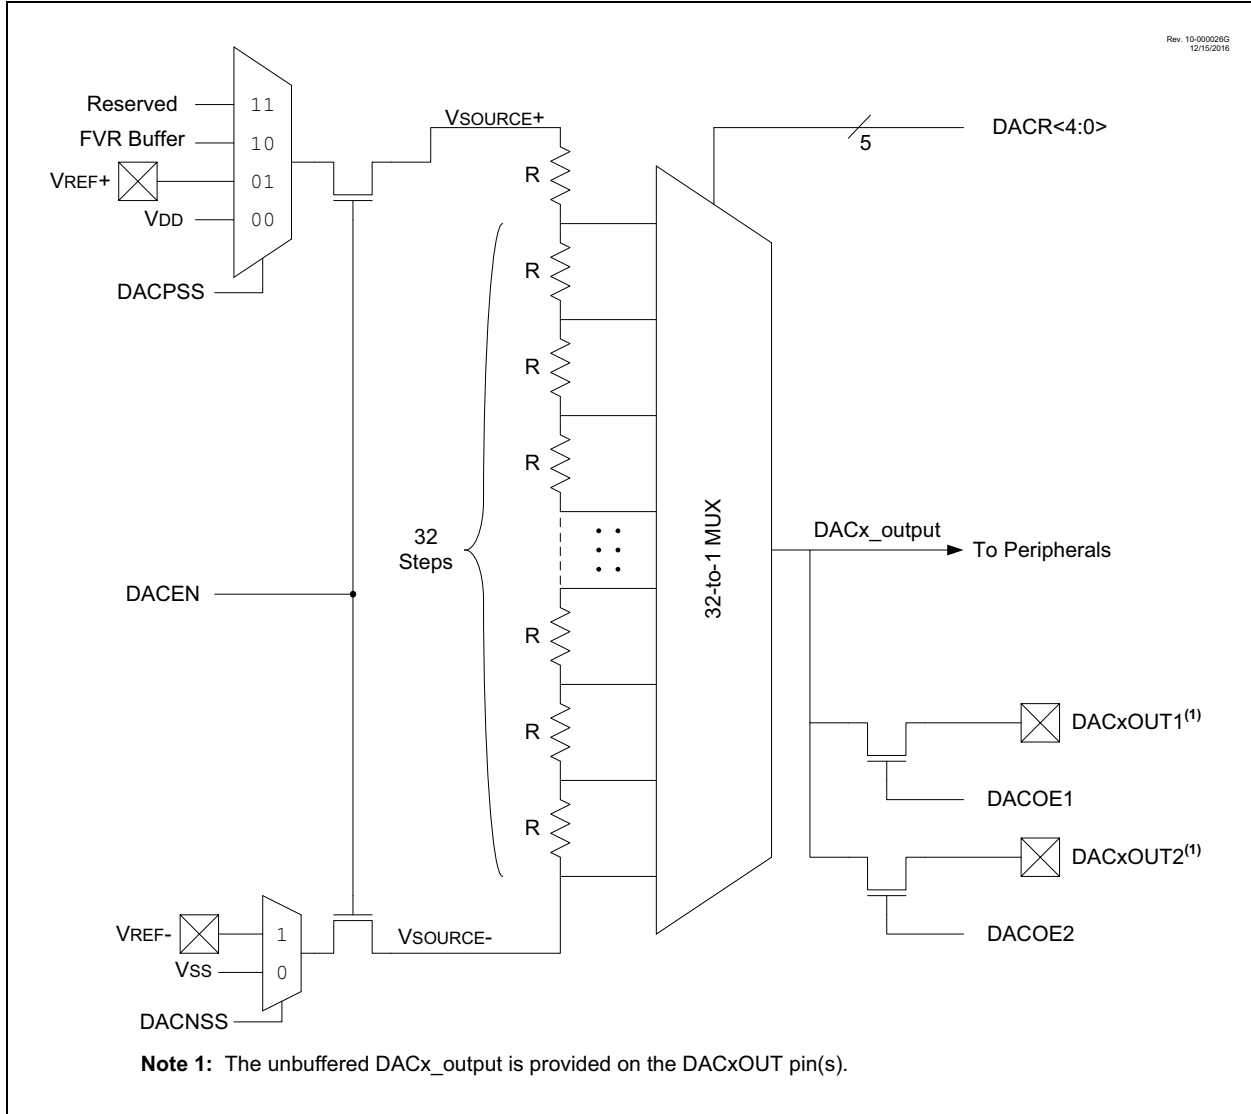 Rev. 10-000026G
12/15/2016
Reserved
11
FVR Buffer
10
VREF+
01
VDD
00
DACPSS
VSOURCE+
R
R
R
R
32
Steps
R
R
R
DACEN
32-to-1 MUX
5
DACR<4:0>
DACx_output
To Peripherals
DACxOUT1(1)
DACOE1
DACxOUT2(1)
DACOE2
VREF-
1
VSS
0
DACNSS
VSOURCE-
Note 1: The unbuffered DACx_output is provided on the DACxOUT pin(s).